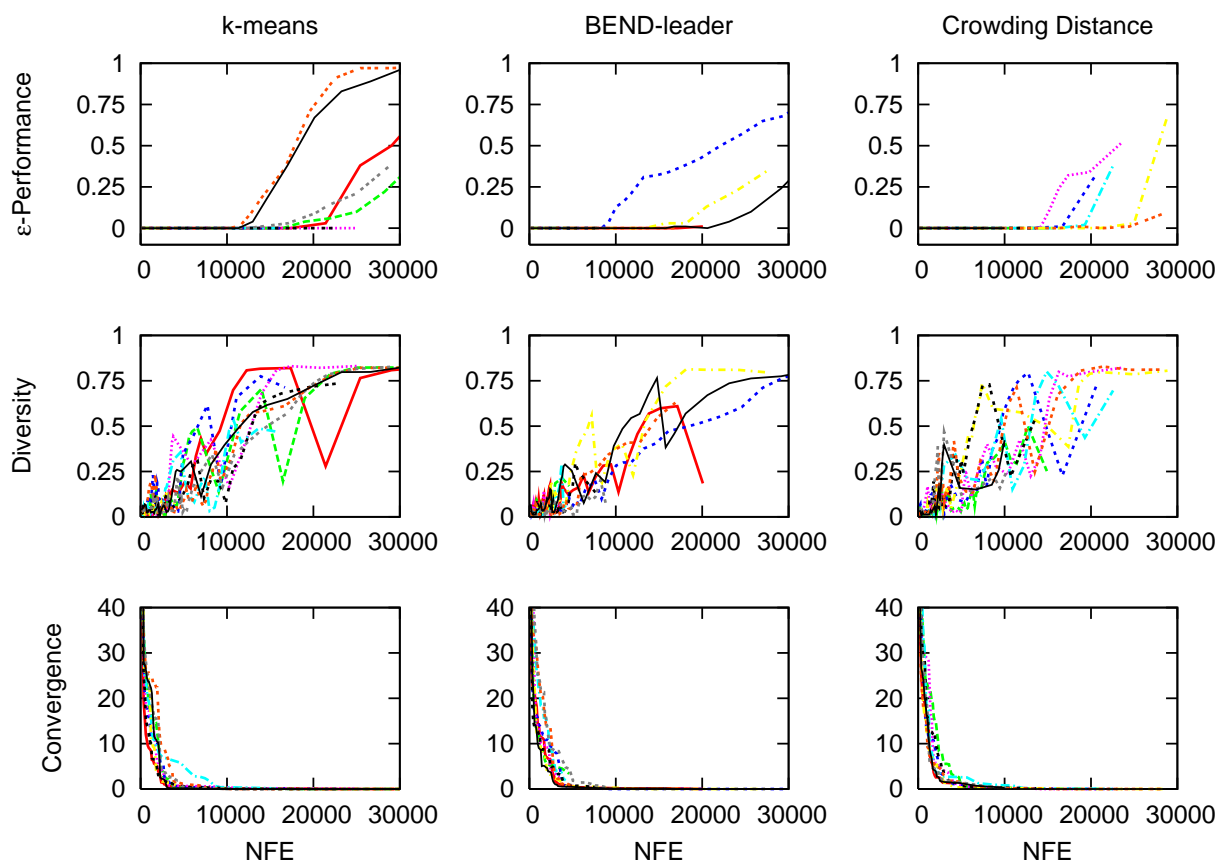 k-means BEND-leader Crowding Distance
ε-Performance
1 1 1
0.75 0.75 0.75
0.5 0.5 0.5
0.25 0.25 0.25
0 0 0
0 10000 20000 30000 0 10000 20000 30000 0 10000 20000 30000
Diversity
1 1 1
0.75 0.75 0.75
0.5 0.5 0.5
0.25 0.25 0.25
0 0 0
0 10000 20000 30000 0 10000 20000 30000 0 10000 20000 30000
Convergence
40 40 40
30 30 30
20 20 20
10 10 10
0 0 0
0 10000 20000 30000 0 10000 20000 30000 0 10000 20000 30000
NFE NFE NFE